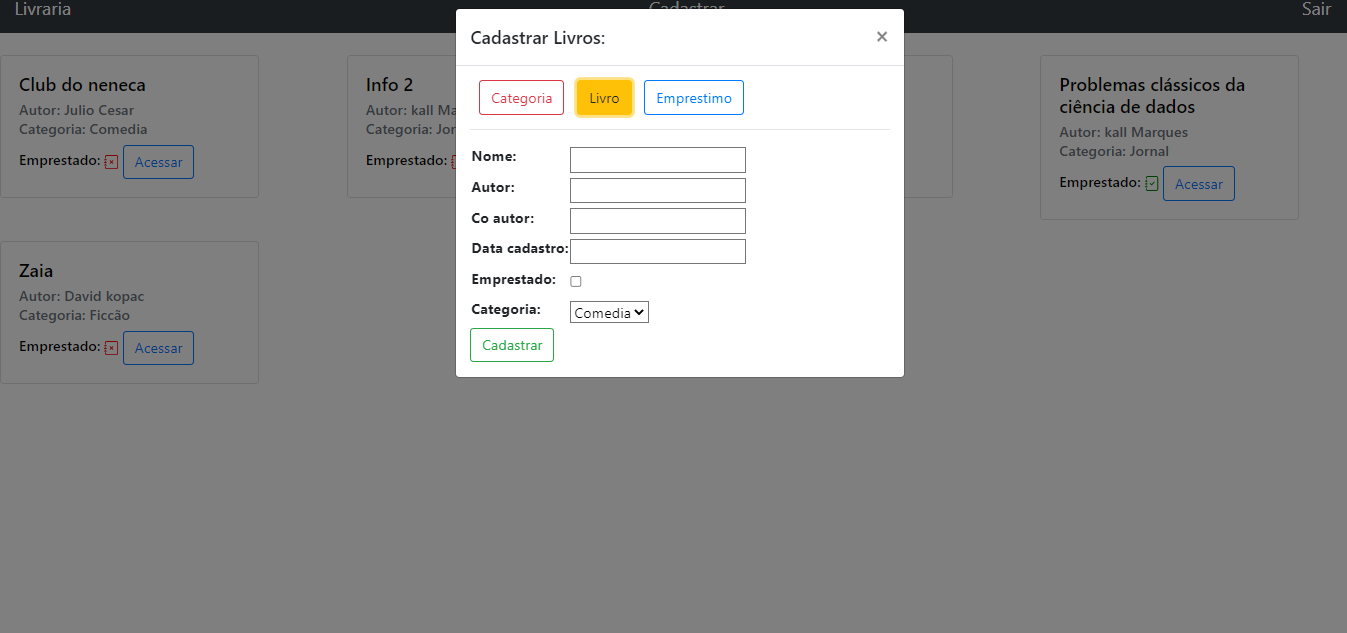 Livraria
Cadastrar
Sair
Cadastrar Livros:
×
Categoria
Livro
Emprestimo
Nome:
Autor:
Co autor:
Data cadastro:
Emprestado:
Categoria:
Comedia
Cadastrar
Club do neneca
Autor: Julio Cesar
Categoria: Comedia
Emprestado:
Acessar
Info 2
Autor: kall Ma
Categoria: Jor
Emprestado:
Problemas clássicos da
ciência de dados
Autor: kall Marques
Categoria: Jornal
Emprestado:
Acessar
Zaia
Autor: David kopac
Categoria: Ficcão
Emprestado:
Acessar